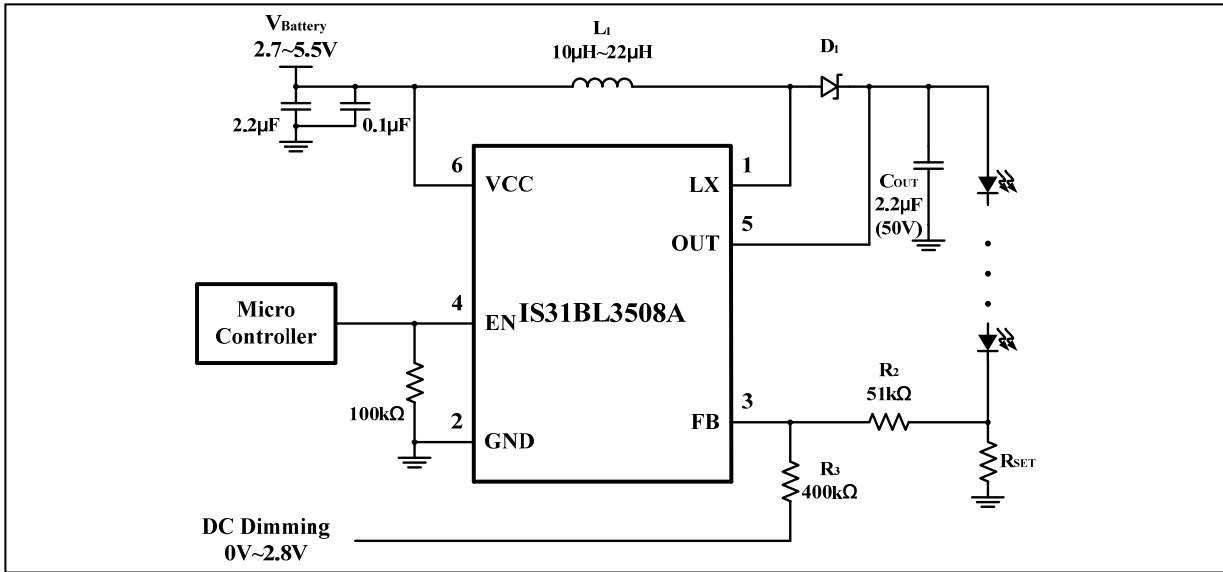 VBattery
2.7~5.5V
L1
10μH~22μH
D1
2.2μF
0.1μF
6
VCC
1
LX
COUT
2.2μF
(50V)
5
OUT
Micro
Controller
4
EN
IS31BL3508A
100kΩ
2
GND
3
FB
R2
51kΩ
RSET
R3
400kΩ
DC Dimming
0V~2.8V